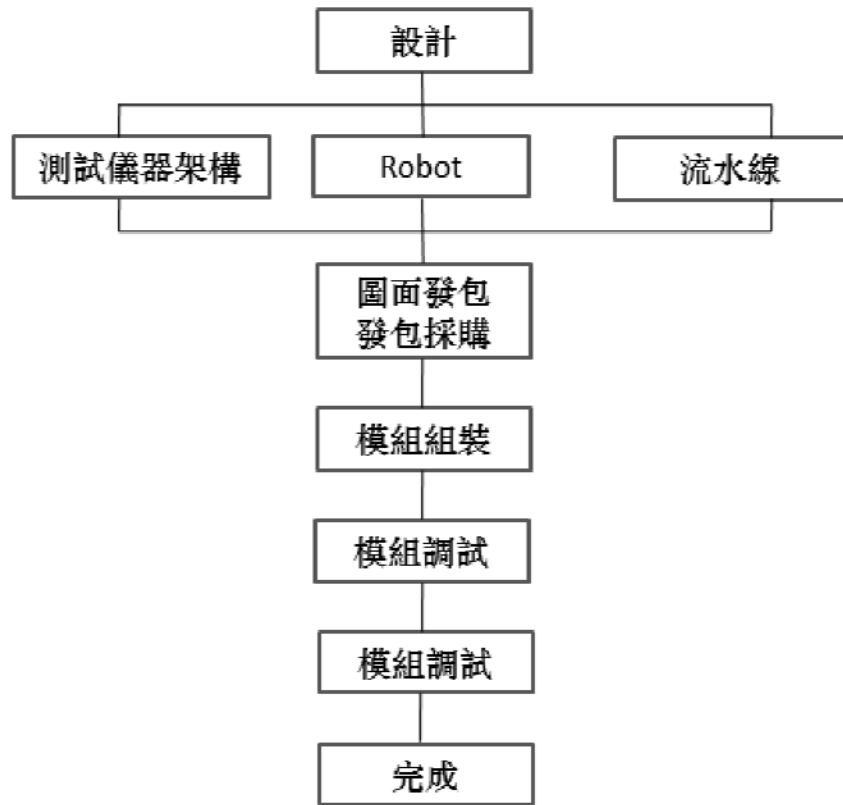 設計
測試儀器架構
Robot
流水線
圖面發包
發包採購
模組組裝
模組調試
模組調試
完成